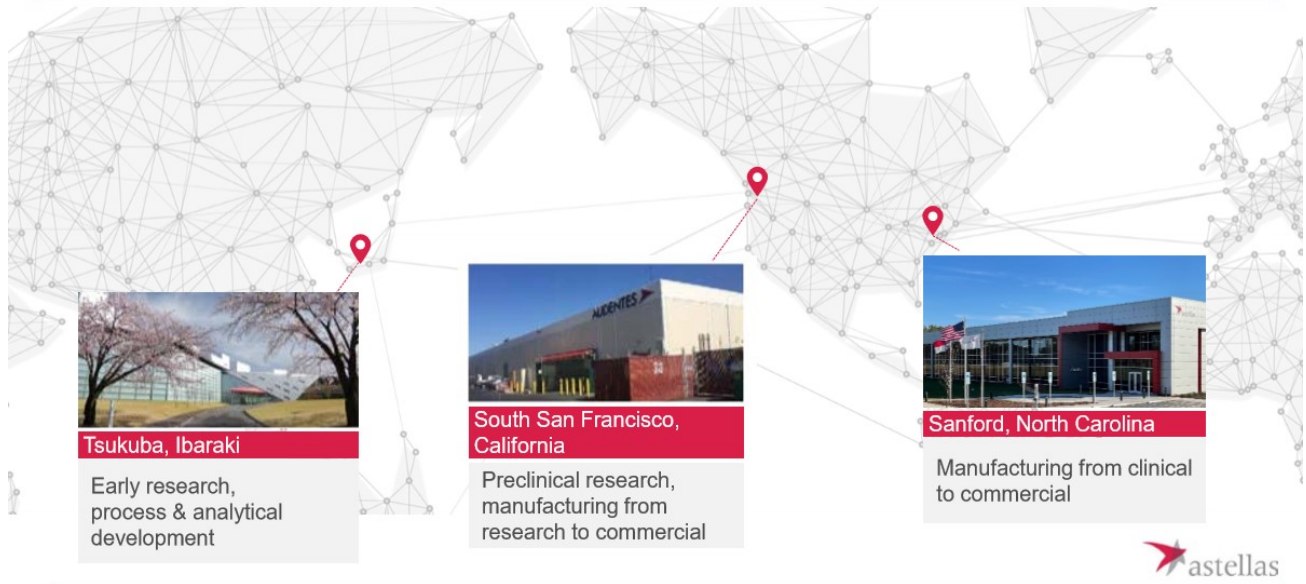 AUDENTES
Tsukuba, Ibaraki
Early research,
process & analytical
development
South San Francisco,
California
Preclinical research,
manufacturing from
research to commercial
Sanford, North Carolina
Manufacturing from clinical
to commercial
astellas